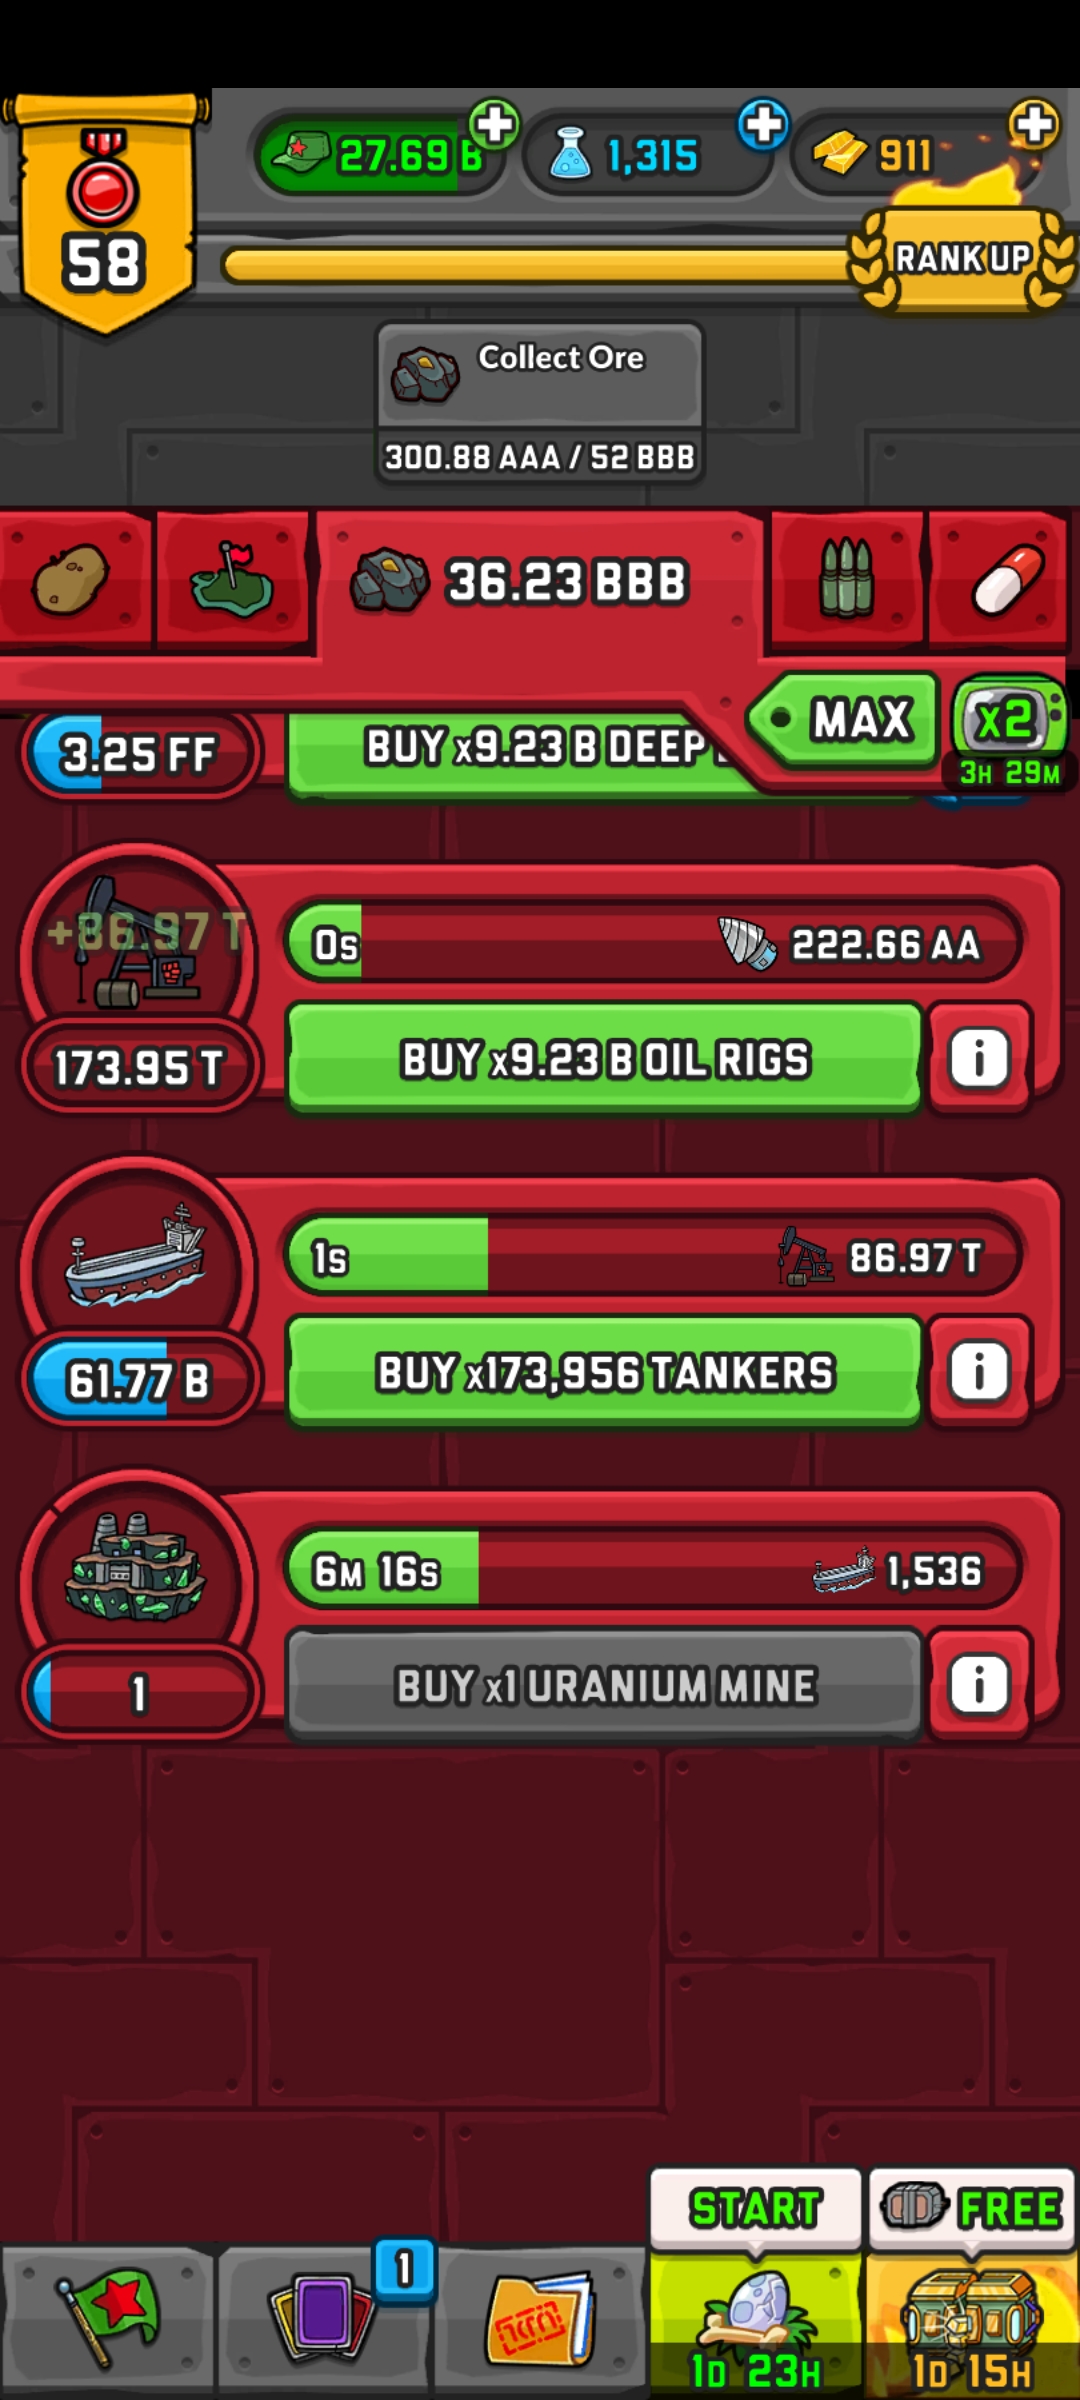 27.69 B
1,315
911
58
RANK UP
Collect Ore
300.88 AAA / 52 BBB
36.23 BBB
MAX
x2
3H 29M
3.25 FF
BUY x9.23 B DEEP
+86.97 T
0s
222.66 AA
173.95 T
BUY x9.23 B OIL RIGS
i
1s
86.97 T
61.77 B
BUY x173,956 TANKERS
i
6M 16s
1,536
1
BUY x1 URANIUM MINE
i
START
FREE
1
1D 23H
1D 15H